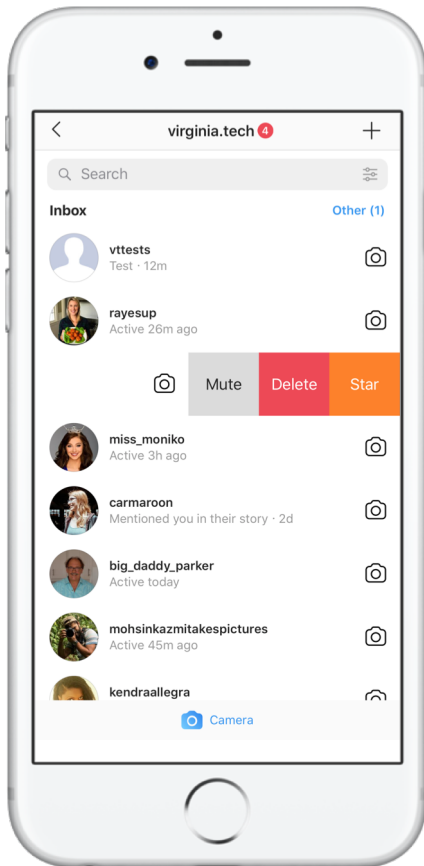 virginia.tech 4
Search
Inbox Other (1)
vttests
Test · 12m
rayesup
Active 26m ago
Mute Delete Star
miss_moniko
Active 3h ago
carmaroon
Mentioned you in their story · 2d
big_daddy_parker
Active today
mohsinkazmitakespictures
Active 45m ago
kendraallegra
Camera